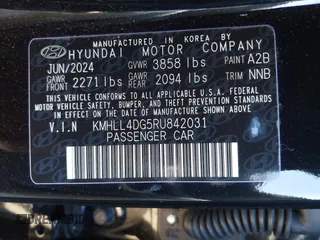 MANUFACTURED IN KOREA BY
HYUNDAI MOTOR COMPANY
JUN/2024 GVWR 3858 lbs PAINT A2B
GAWR FRONT 2271 lbs GAWR REAR 2094 lbs TRIM NNB
THIS VEHICLE CONFORMS TO ALL APPLICABLE
FEDERAL MOTOR VEHICLE SAFETY, BUMPER, AND THEFT
PREVENTION STANDARDS IN EFFECT ON THE DATE OF
MANUFACTURE SHOWN ABOVE.
V.I.N KMHLL4DG5RU842031
PASSENGER CAR